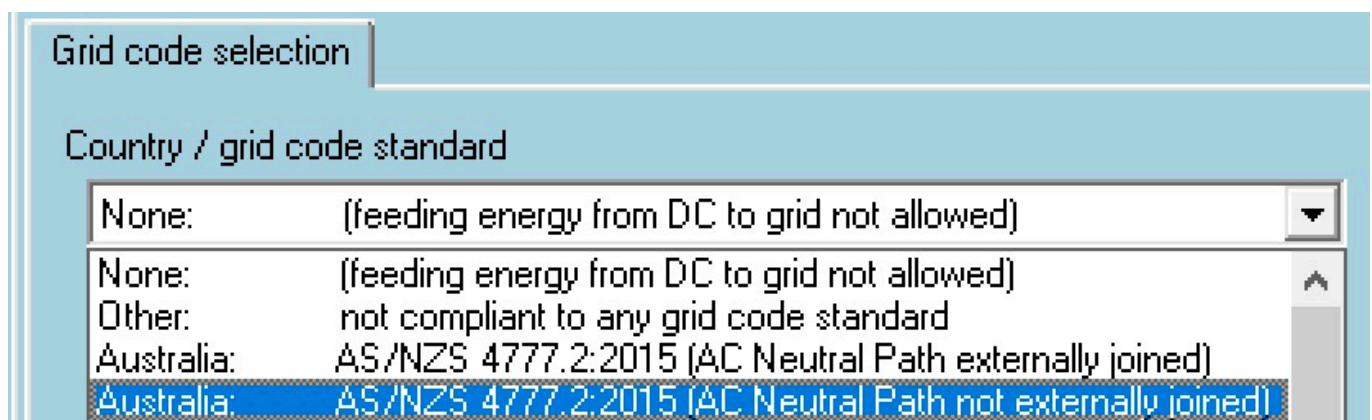 Grid code selection
Country / grid code standard
None: (feeding energy from DC to grid not allowed)
None: (feeding energy from DC to grid not allowed)
Other: not compliant to any grid code standard
Australia: AS/NZS 4777.2:2015 (AC Neutral Path externally joined)
Australia: AS/NZS 4777.2:2015 (AC Neutral Path not externally joined)